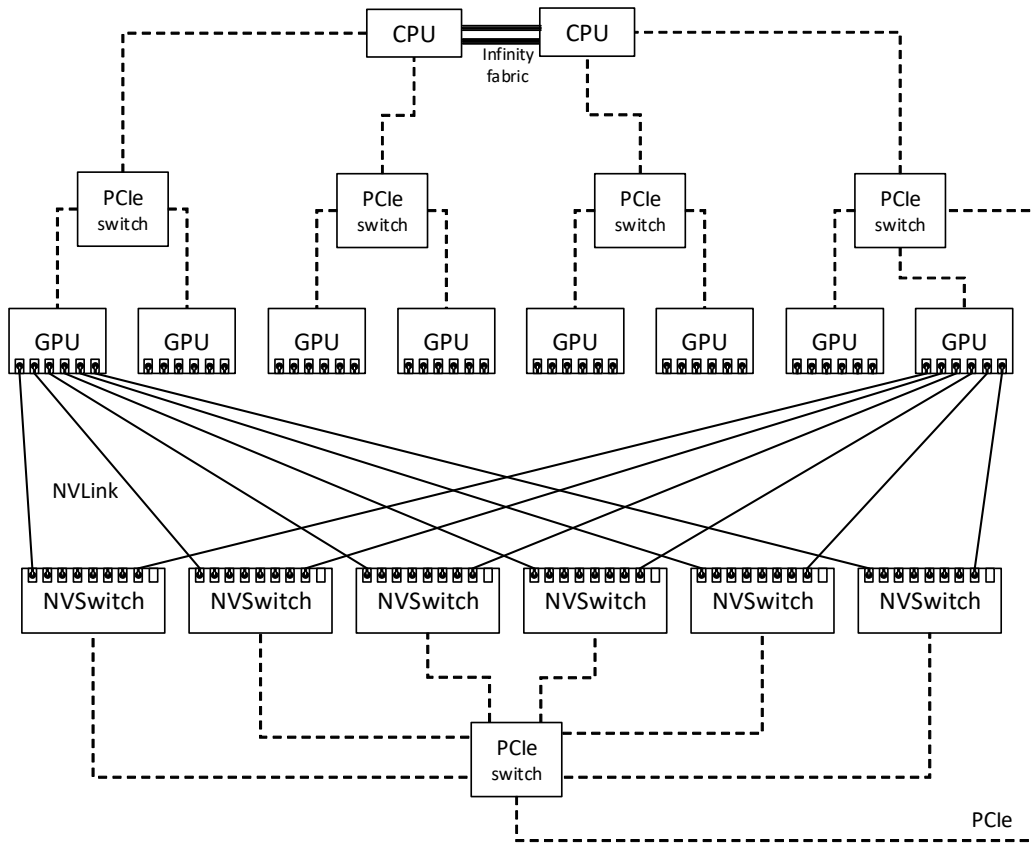 CPU
CPU
Infinity
fabric
PCIe
switch
PCIe
switch
PCIe
switch
PCIe
switch
GPU
GPU
GPU
GPU
GPU
GPU
GPU
GPU
NVLink
NVSwitch
NVSwitch
NVSwitch
NVSwitch
NVSwitch
NVSwitch
PCIe
switch
PCIe